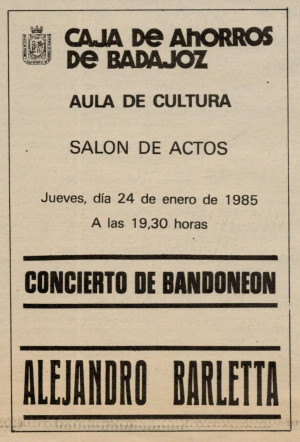 CAJA DE AHORROS
DE BADAJOZ
AULA DE CULTURA
SALON DE ACTOS
Jueves, día 24 de enero de 1985
A las 19,30 horas
CONCIERTO DE BANDONEON
ALEJANDRO BARLETTA